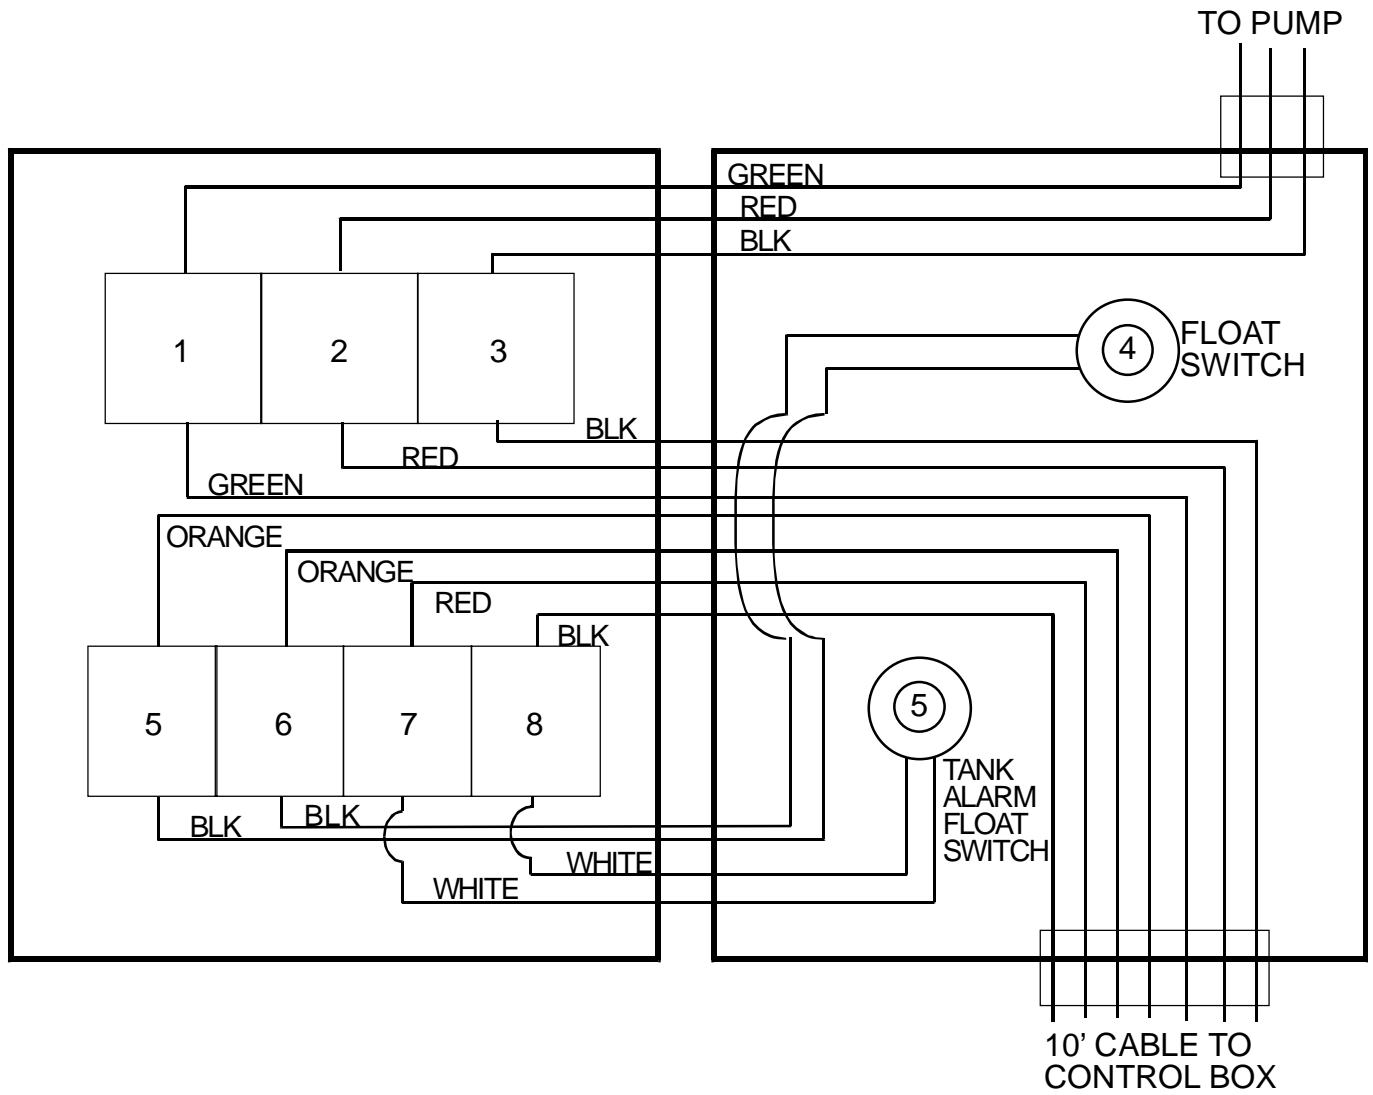 TO PUMP
GREEN
RED
BLK
1
2
3
4
FLOAT
SWITCH
BLK
RED
GREEN
ORANGE
ORANGE
RED
BLK
5
6
7
8
5
TANK
ALARM
FLOAT
SWITCH
BLK
BLK
WHITE
WHITE
10’ CABLE TO
CONTROL BOX